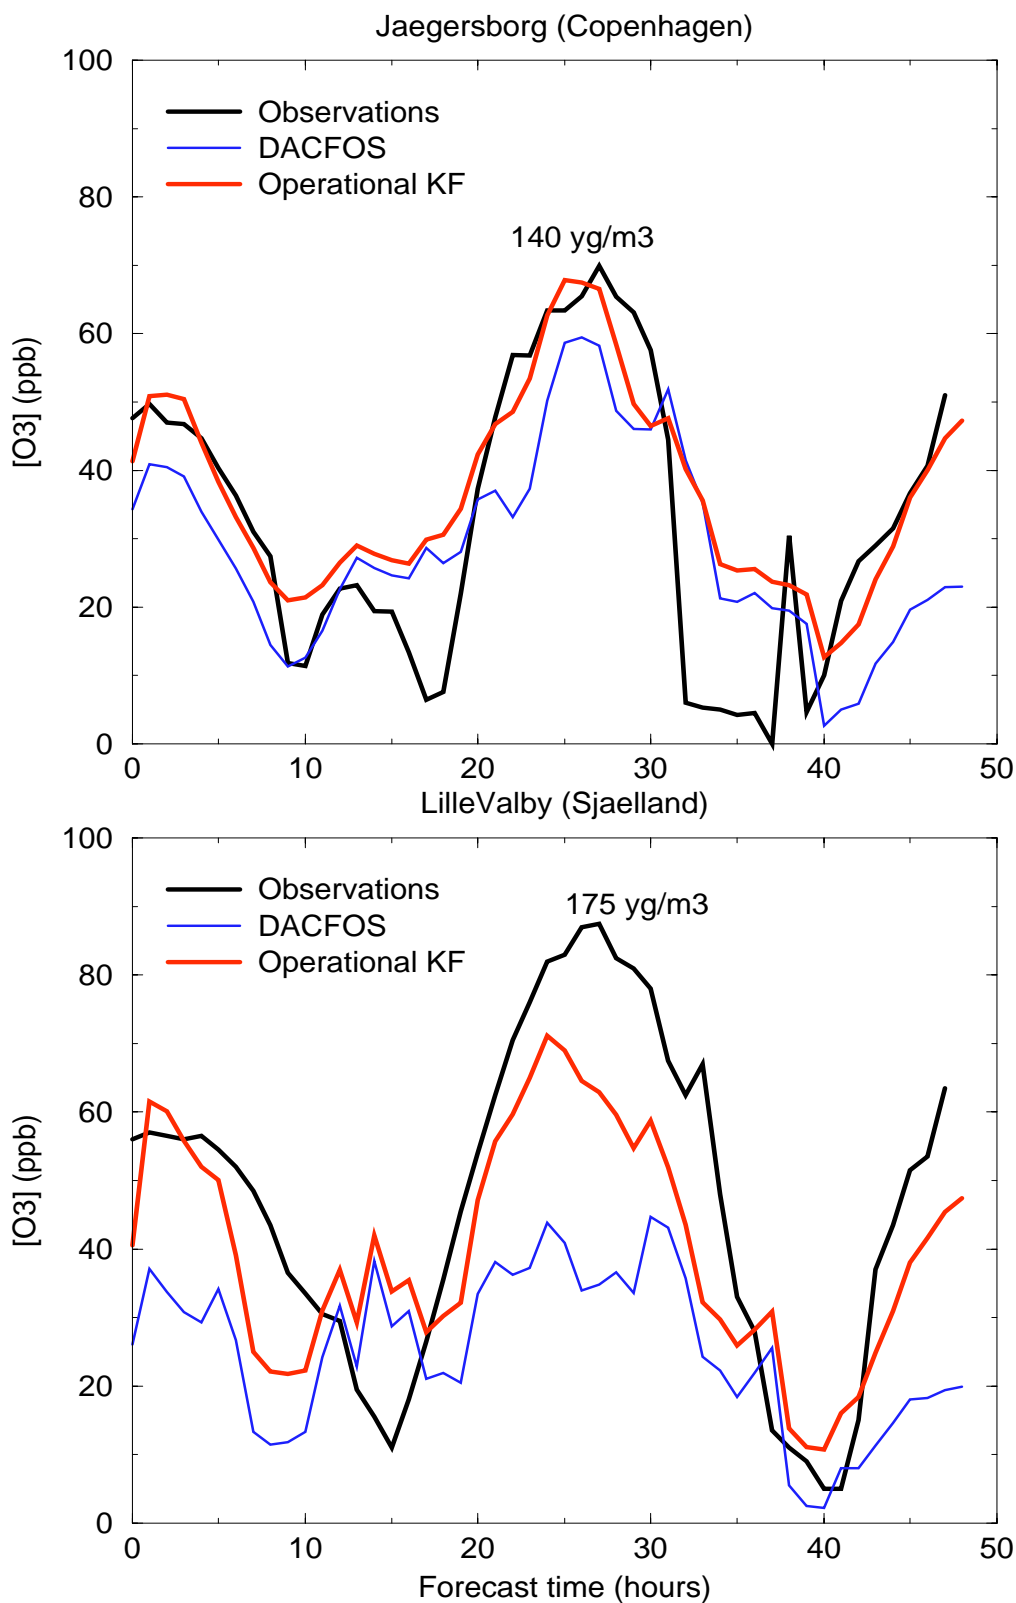 Jaegersborg (Copenhagen)
100
80
60
40
20
0
[O3] (ppb)
Observations
DACFOS
Operational KF
140 yg/m3
0 10 20 30 40 50
LilleValby (Sjaelland)
100
80
60
40
20
0
[O3] (ppb)
Observations
DACFOS
Operational KF
175 yg/m3
0 10 20 30 40 50
Forecast time (hours)